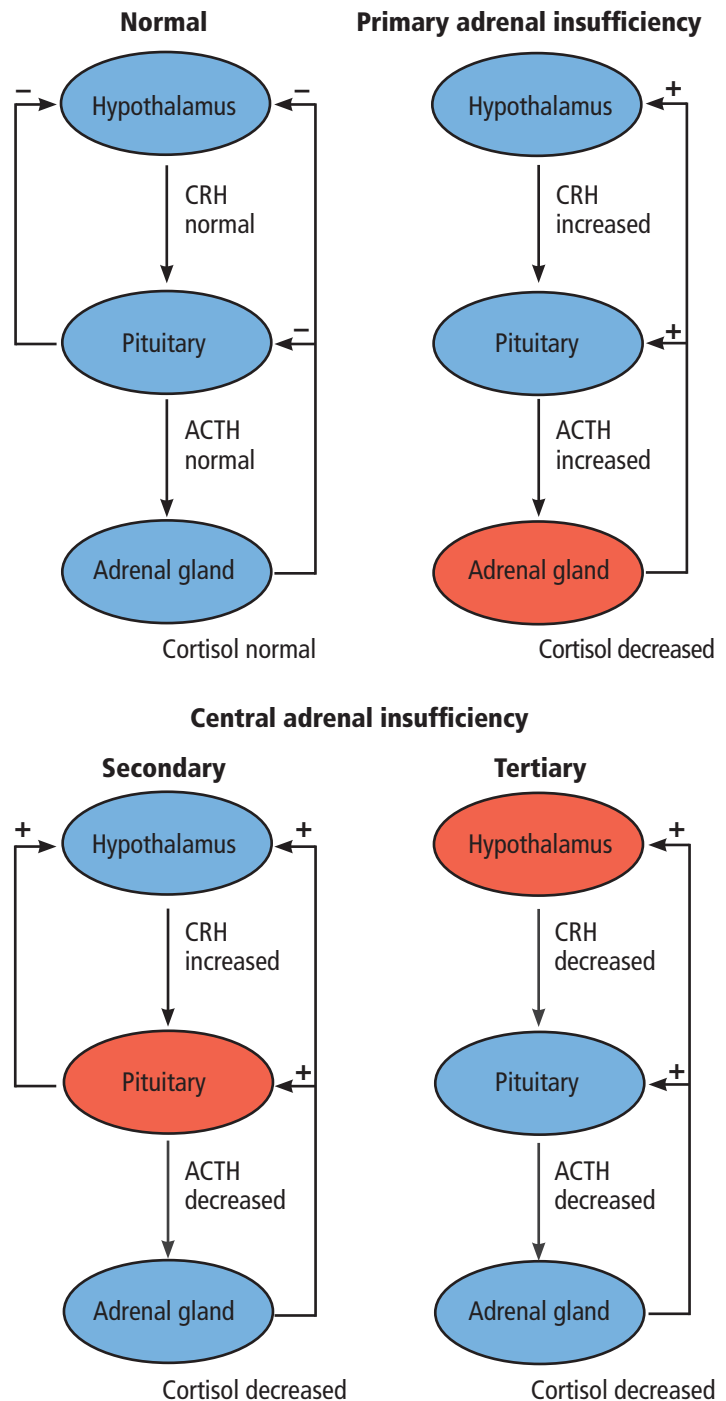 Normal
−
−
Hypothalamus
CRH
normal
−
Pituitary
ACTH
normal
Adrenal gland
Cortisol normal
Primary adrenal insufficiency
+
Hypothalamus
CRH
increased
+
Pituitary
ACTH
increased
Adrenal gland
Cortisol decreased
Central adrenal insufficiency
Secondary
+
+
Hypothalamus
CRH
increased
+
Pituitary
ACTH
decreased
Adrenal gland
Cortisol decreased
Tertiary
+
Hypothalamus
CRH
decreased
+
Pituitary
ACTH
decreased
Adrenal gland
Cortisol decreased